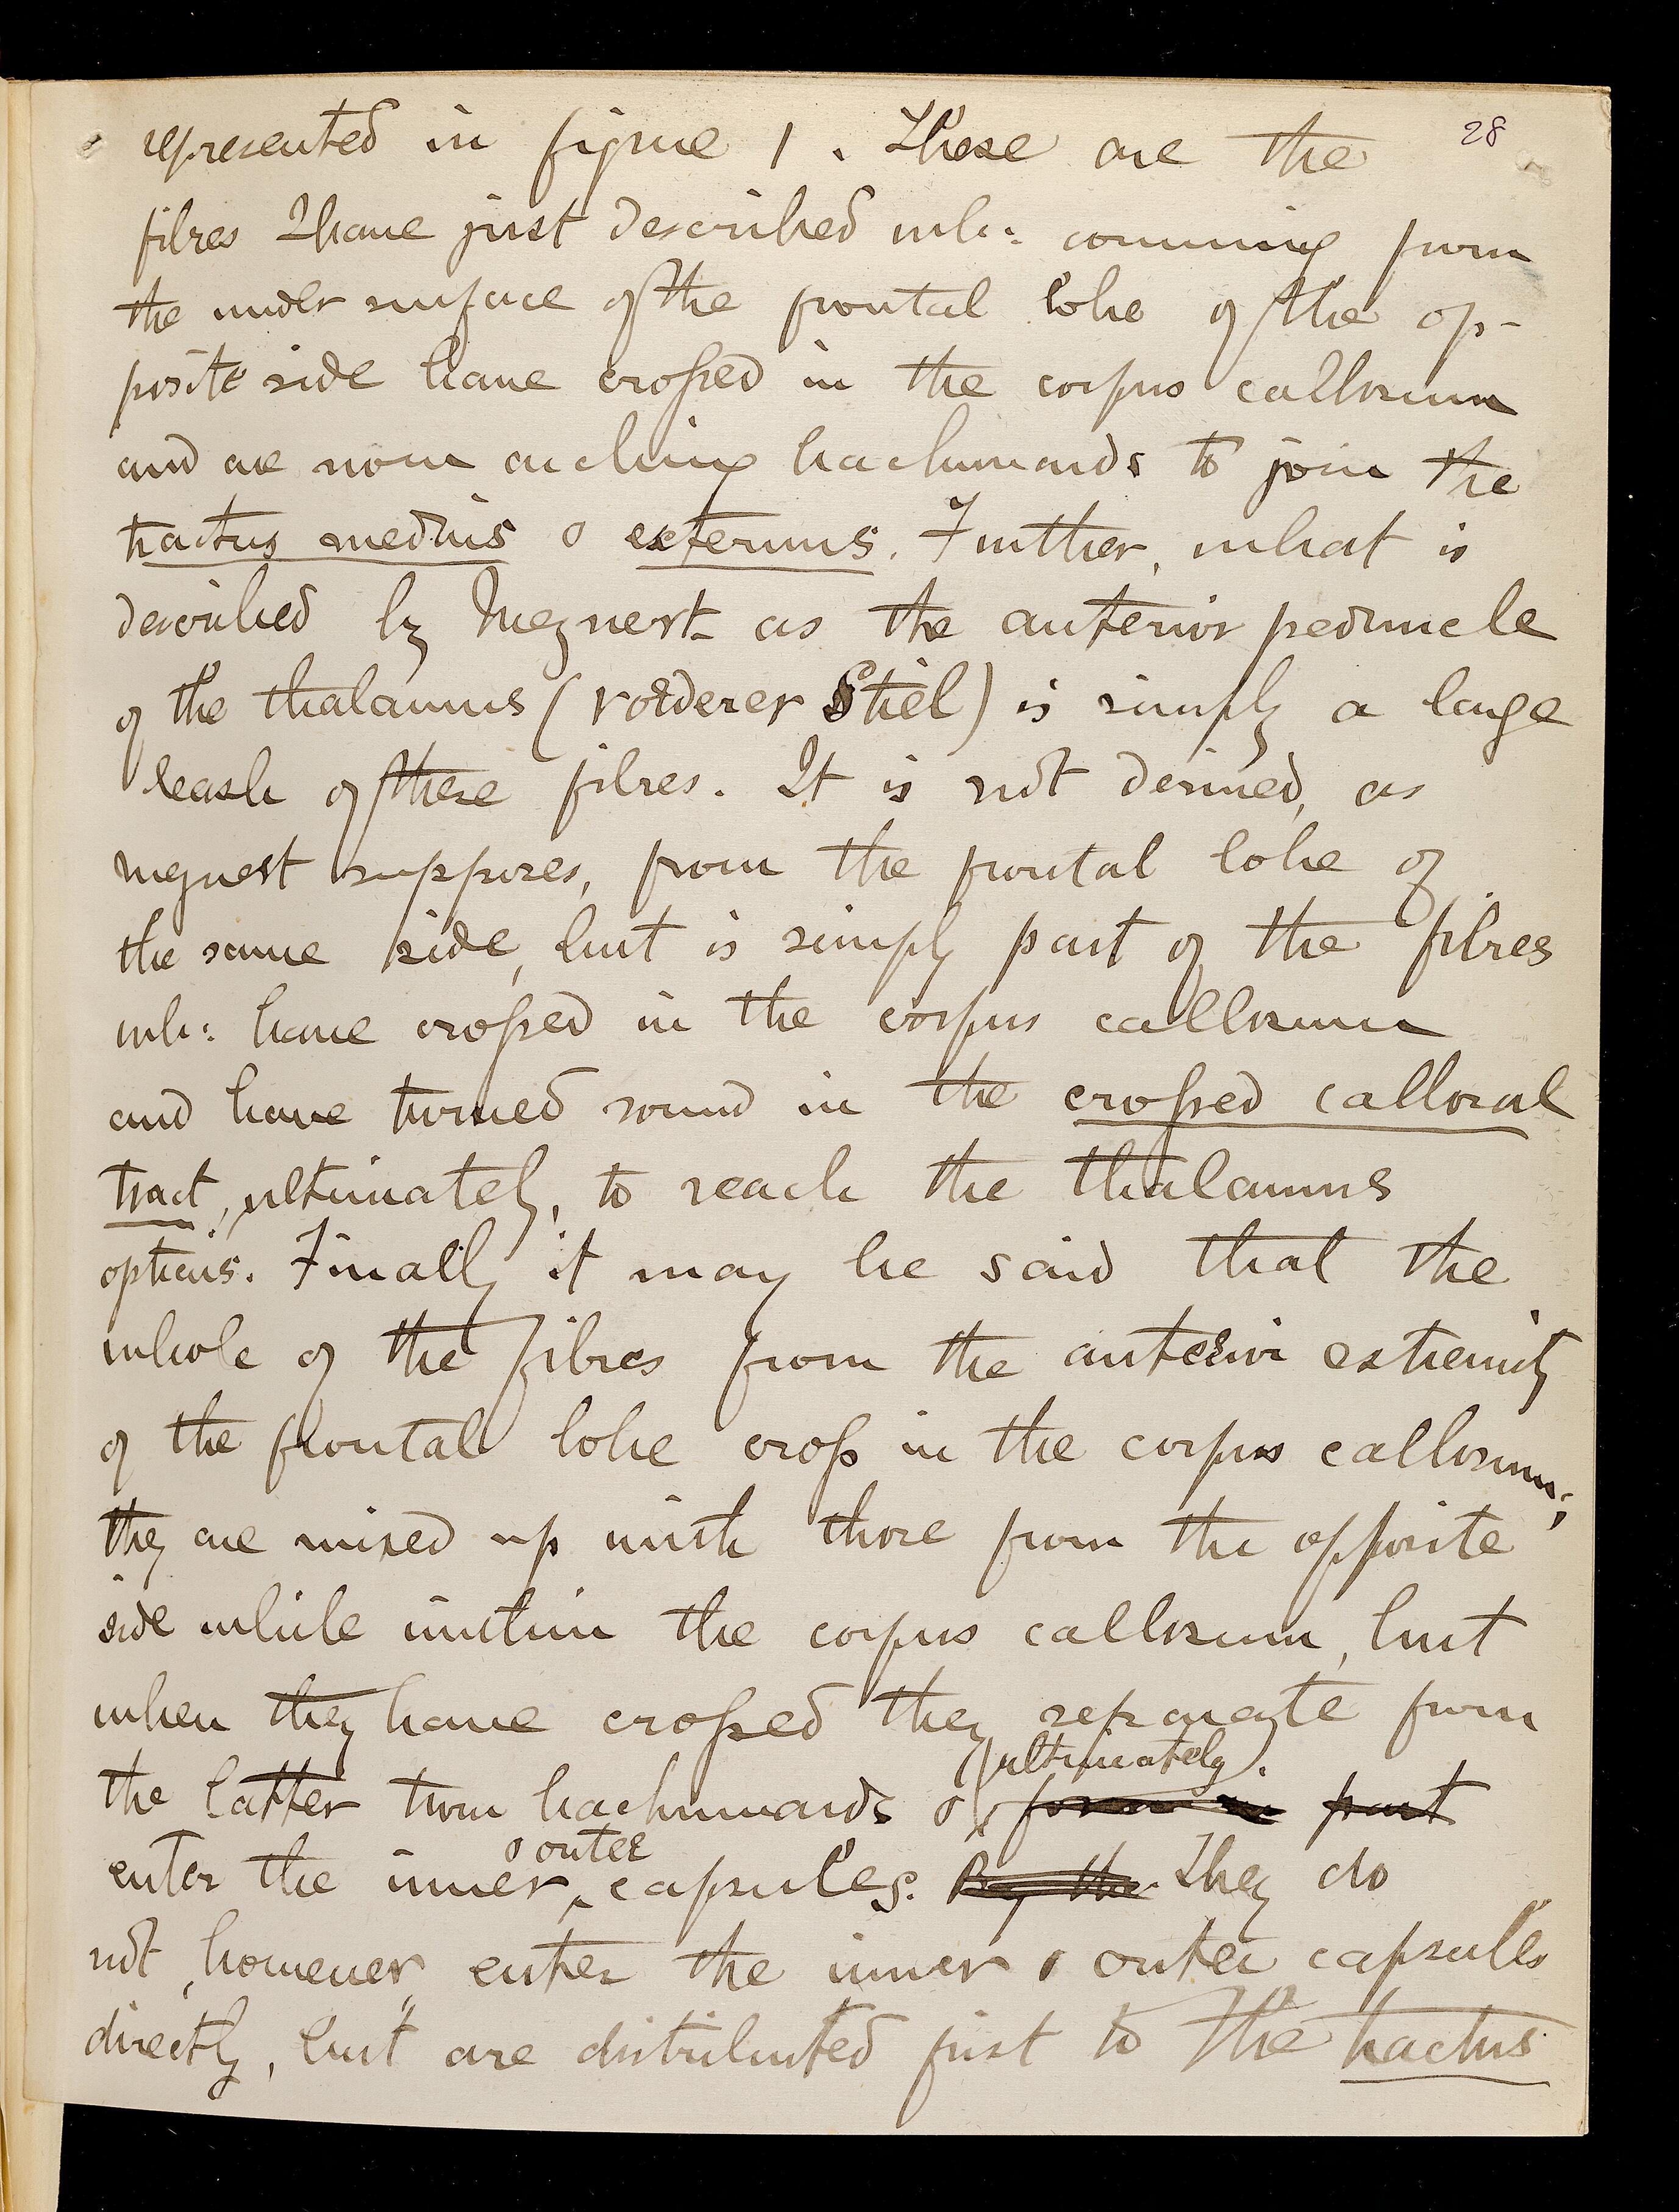 28
represented in figure 1. These are the
fibres I have just described wh: coming from
the under surface of the frontal lobe of the op-
posite side have crossed in the corpus callosum
and are now arching backwards to join the
tractus medius & externus. Further, what is
described by Meynert as the anterior peduncle
of the thalamus (vorderer Stiel) is simply a large
leash of these fibres. It is not derived, as
Meynert supposes, from the frontal lobe of
the same side, but is simply part of the fibres
wh: have crossed in the corpus callosum
and have turned round in the crossed callosal
tract, ultimately, to reach the thalamus
opticus. Finally it may be said that the
whole of the fibres from the anterior extremity
of the frontal lobe cross in the corpus callosum;
they are mixed up with those from the opposite
side while within the corpus callosum, but
when they have crossed they separate from
the latter turn backwards & (ultimately). form in part
enter the inner & outer capsules. By the They do
not, however, enter the inner & outer capsules
directly, but are distributed first to the tractus